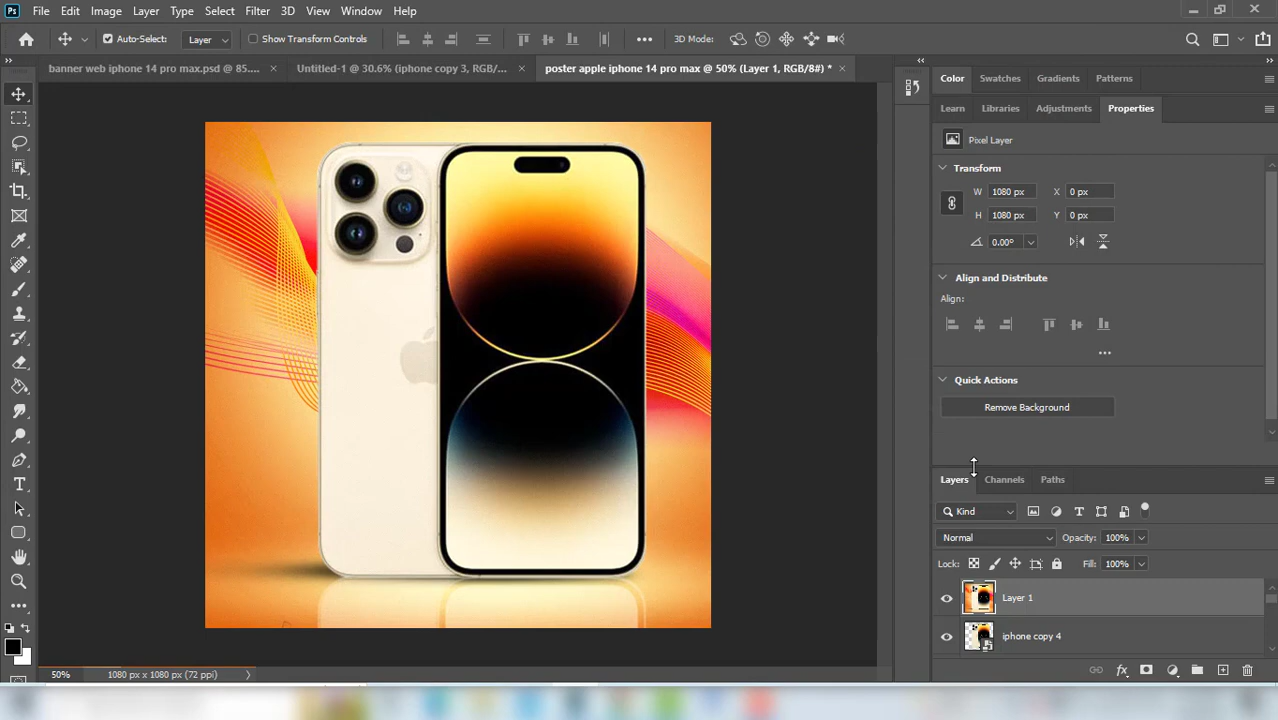 Ps File Edit Image Layer Type Select Filter 3D View Window Help
Auto-Select: Layer Show Transform Controls 3D Mode:
banner web iphone 14 pro max.psd @ 85.... Untitled-1 @ 30.6% (iphone copy 3, RGB/... poster apple iphone 14 pro max @ 50% (Layer 1, RGB/8#) *
Color Swatches Gradients Patterns
Learn Libraries Adjustments Properties
Pixel Layer
Transform
W 1080 px X 0 px
H 1080 px Y 0 px
0.00°
Align and Distribute
Align:
Quick Actions
Remove Background
Layers Channels Paths
Kind
Normal Opacity: 100%
Lock: Fill: 100%
Layer 1
iphone copy 4
50% 1080 px x 1080 px (72 ppi)